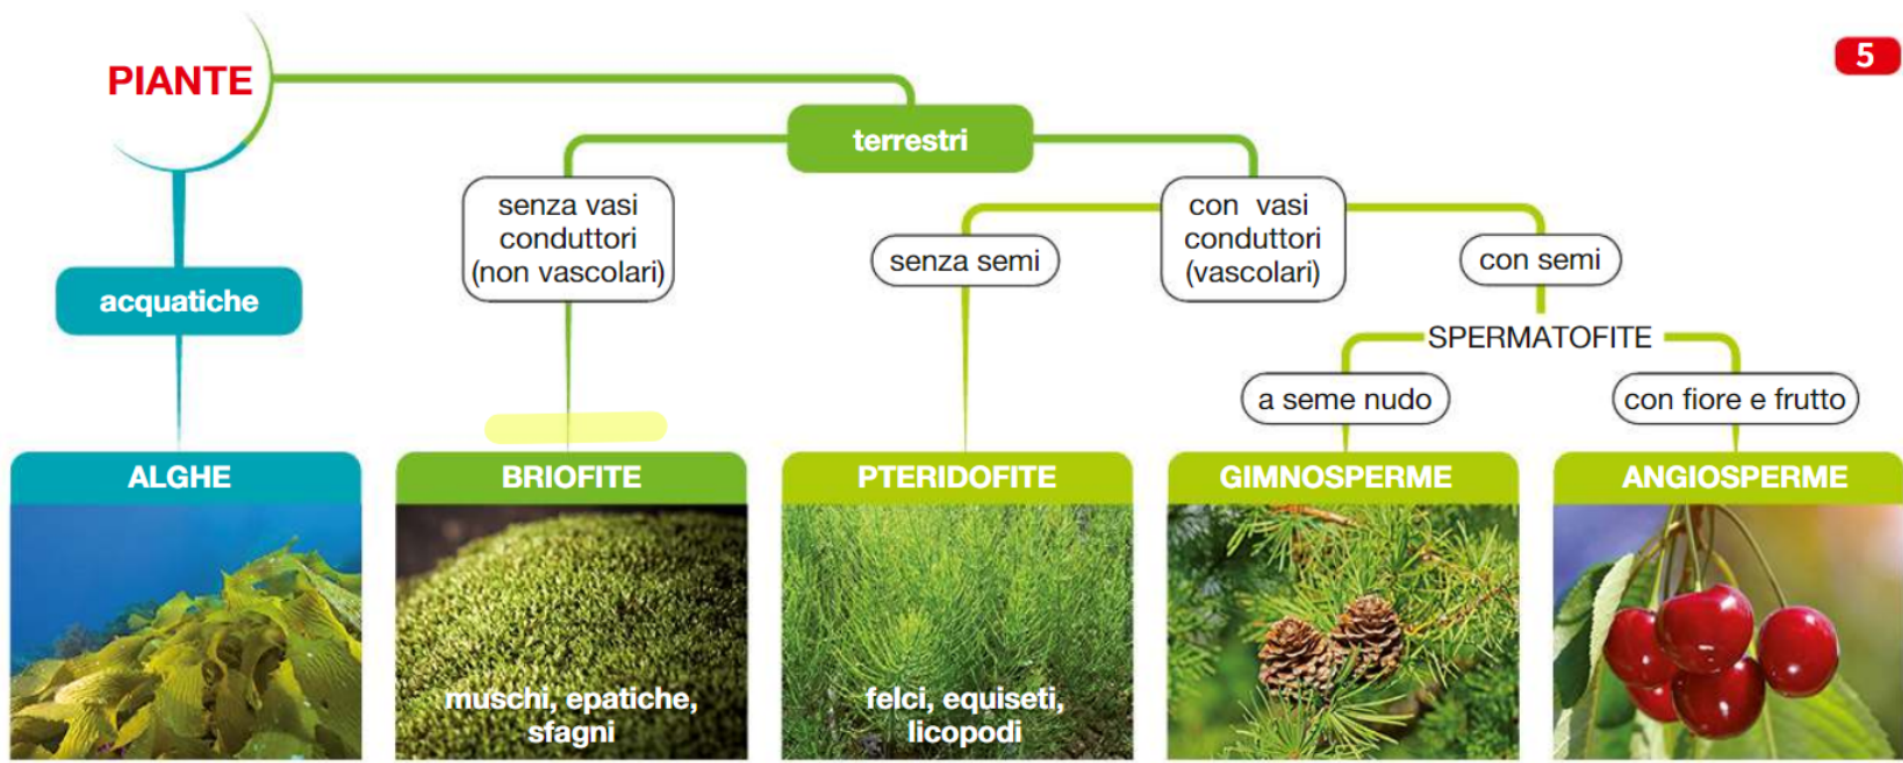 PIANTE
5
terrestri
senza vasi
conduttori
(non vascolari)
con vasi
conduttori
(vascolari)
senza semi
con semi
acquatiche
SPERMATOFITE
a seme nudo
con fiore e frutto
ALGHE
BRIOFITE
PTERIDOFITE
GIMNOSPERME
ANGIOSPERME
muschi, epatiche,
sfagni
felci, equiseti,
licopodi